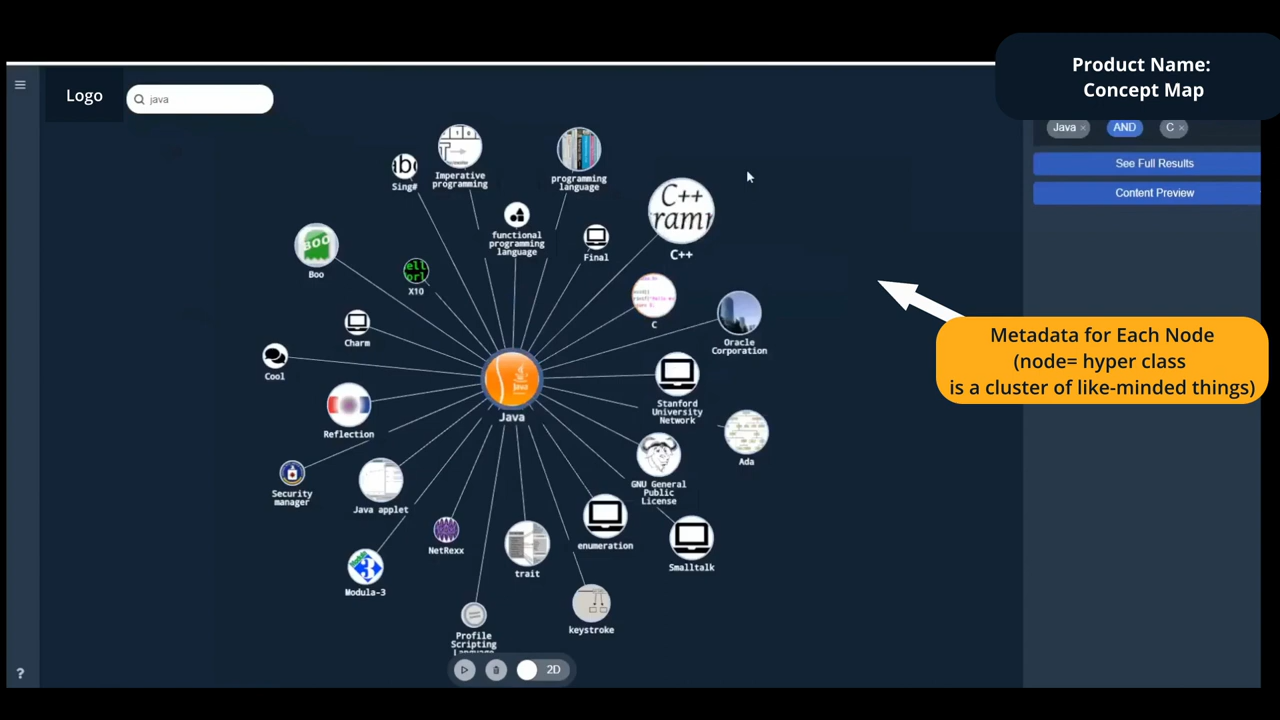 Product Name:
Concept Map
Logo
java
Java ×
AND
C ×
See Full Results
Content Preview
Imperative
programming
programming
language
Sing#
functional
programming
language
Final
C++
C++
Boo
X10
C
Charm
Oracle
Corporation
Cool
Stanford
University
Network
Java
Reflection
Ada
Security
manager
Java applet
GNU General
Public
License
NetRexx
trait
enumeration
Smalltalk
Modula-3
keystroke
Profile
Scripting
Language
2D
?
Metadata for Each Node
(node= hyper class
is a cluster of like-minded things)